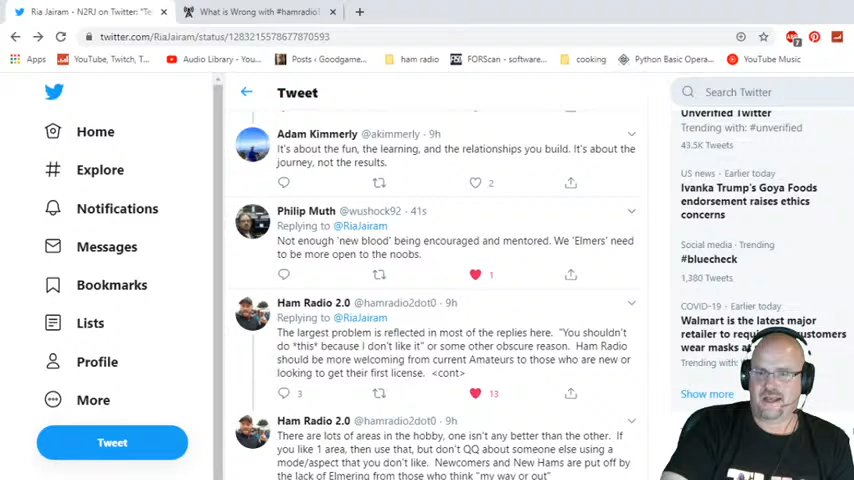 Ria Jairam - N2RJ on Twitter: "Te
What is Wrong with #hamradio
twitter.com/RiaJairam/status/1283215578677870593
Apps
YouTube, Twitch, T...
Audio Library - You...
Posts ‹ Goodgame...
ham radio
FORScan - software...
cooking
Python Basic Opera...
YouTube Music
Home
Explore
Notifications
Messages
Bookmarks
Lists
Profile
More
Tweet
Tweet
Adam Kimmerly @akimmerly · 9h
It's about the fun, the learning, and the relationships you build. It's about the
journey, not the results.
2
Philip Muth @wushock92 · 41s
Replying to @RiaJairam
Not enough 'new blood' being encouraged and mentored. We 'Elmers' need
to be more open to the noobs.
1
Ham Radio 2.0 @hamradio2dot0 · 9h
Replying to @RiaJairam
The largest problem is reflected in most of the replies here. "You shouldn't
do *this* because I don't like it" or some other obscure reason. Ham Radio
should be more welcoming from current Amateurs to those who are new or
looking to get their first license. <cont>
3
13
Ham Radio 2.0 @hamradio2dot0 · 9h
There are lots of areas in the hobby, one isn't any better than the other. If
you like 1 area, then use that, but don't QQ about someone else using a
mode/aspect that you don't like. Newcomers and New Hams are put off by
the lack of Elmering from those who think "my way or out"
Search Twitter
Unverified Twitter
Trending with: #unverified
43.5K Tweets
US news · Earlier today
Ivanka Trump's Goya Foods
endorsement raises ethics
concerns
Social media · Trending
#bluecheck
1,380 Tweets
COVID-19 · Earlier today
Walmart is the latest major
retailer to requ customers
wear masks a
Trending with:
Show more